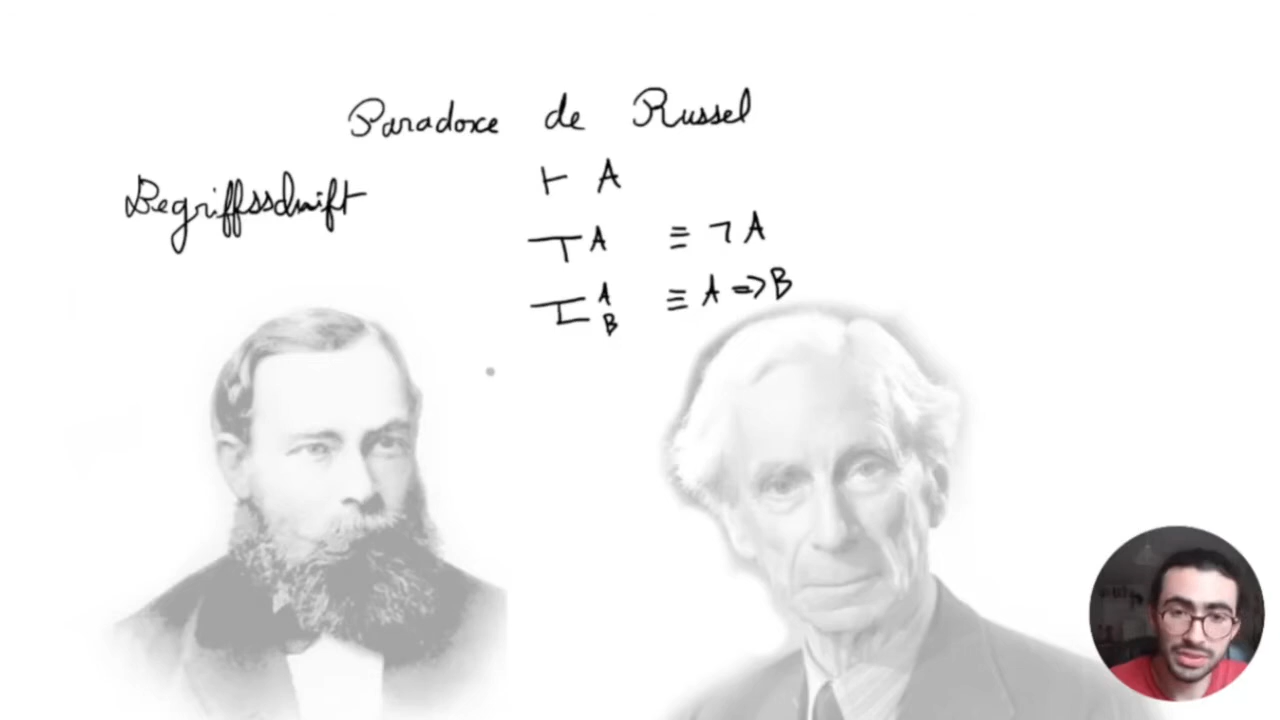 Paradoxe de Russel
Begriffsschrift
⊢ A
A ≡ ¬A
A
B ≡ A => B